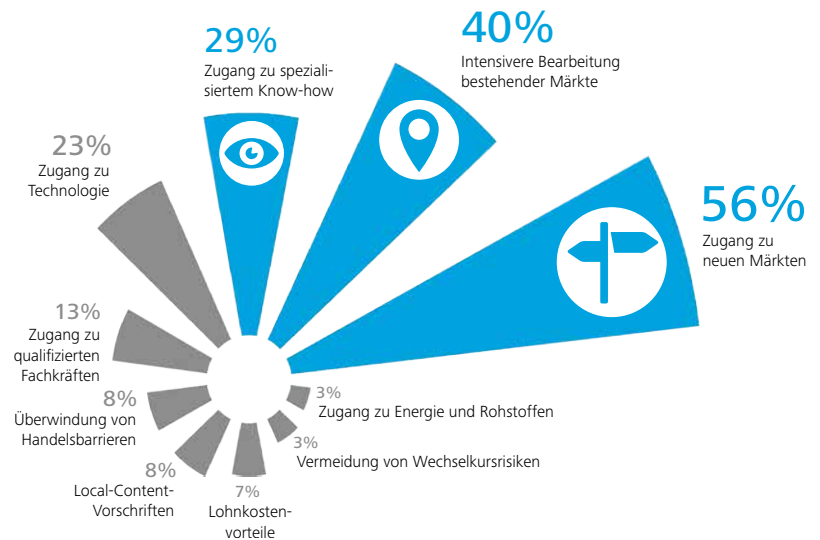 29%
Zugang zu speziali-
siertem Know-how
40%
Intensivere Bearbeitung
bestehender Märkte
23%
Zugang zu
Technologie
56%
Zugang zu
neuen Märkten
13%
Zugang zu
qualifizierten
Fachkräften
8%
Überwindung von
Handelsbarrieren
8%
Local-Content-
Vorschriften
7%
Lohnkosten-
vorteile
3%
Vermeidung von Wechselkursrisiken
3%
Zugang zu Energie und Rohstoffen